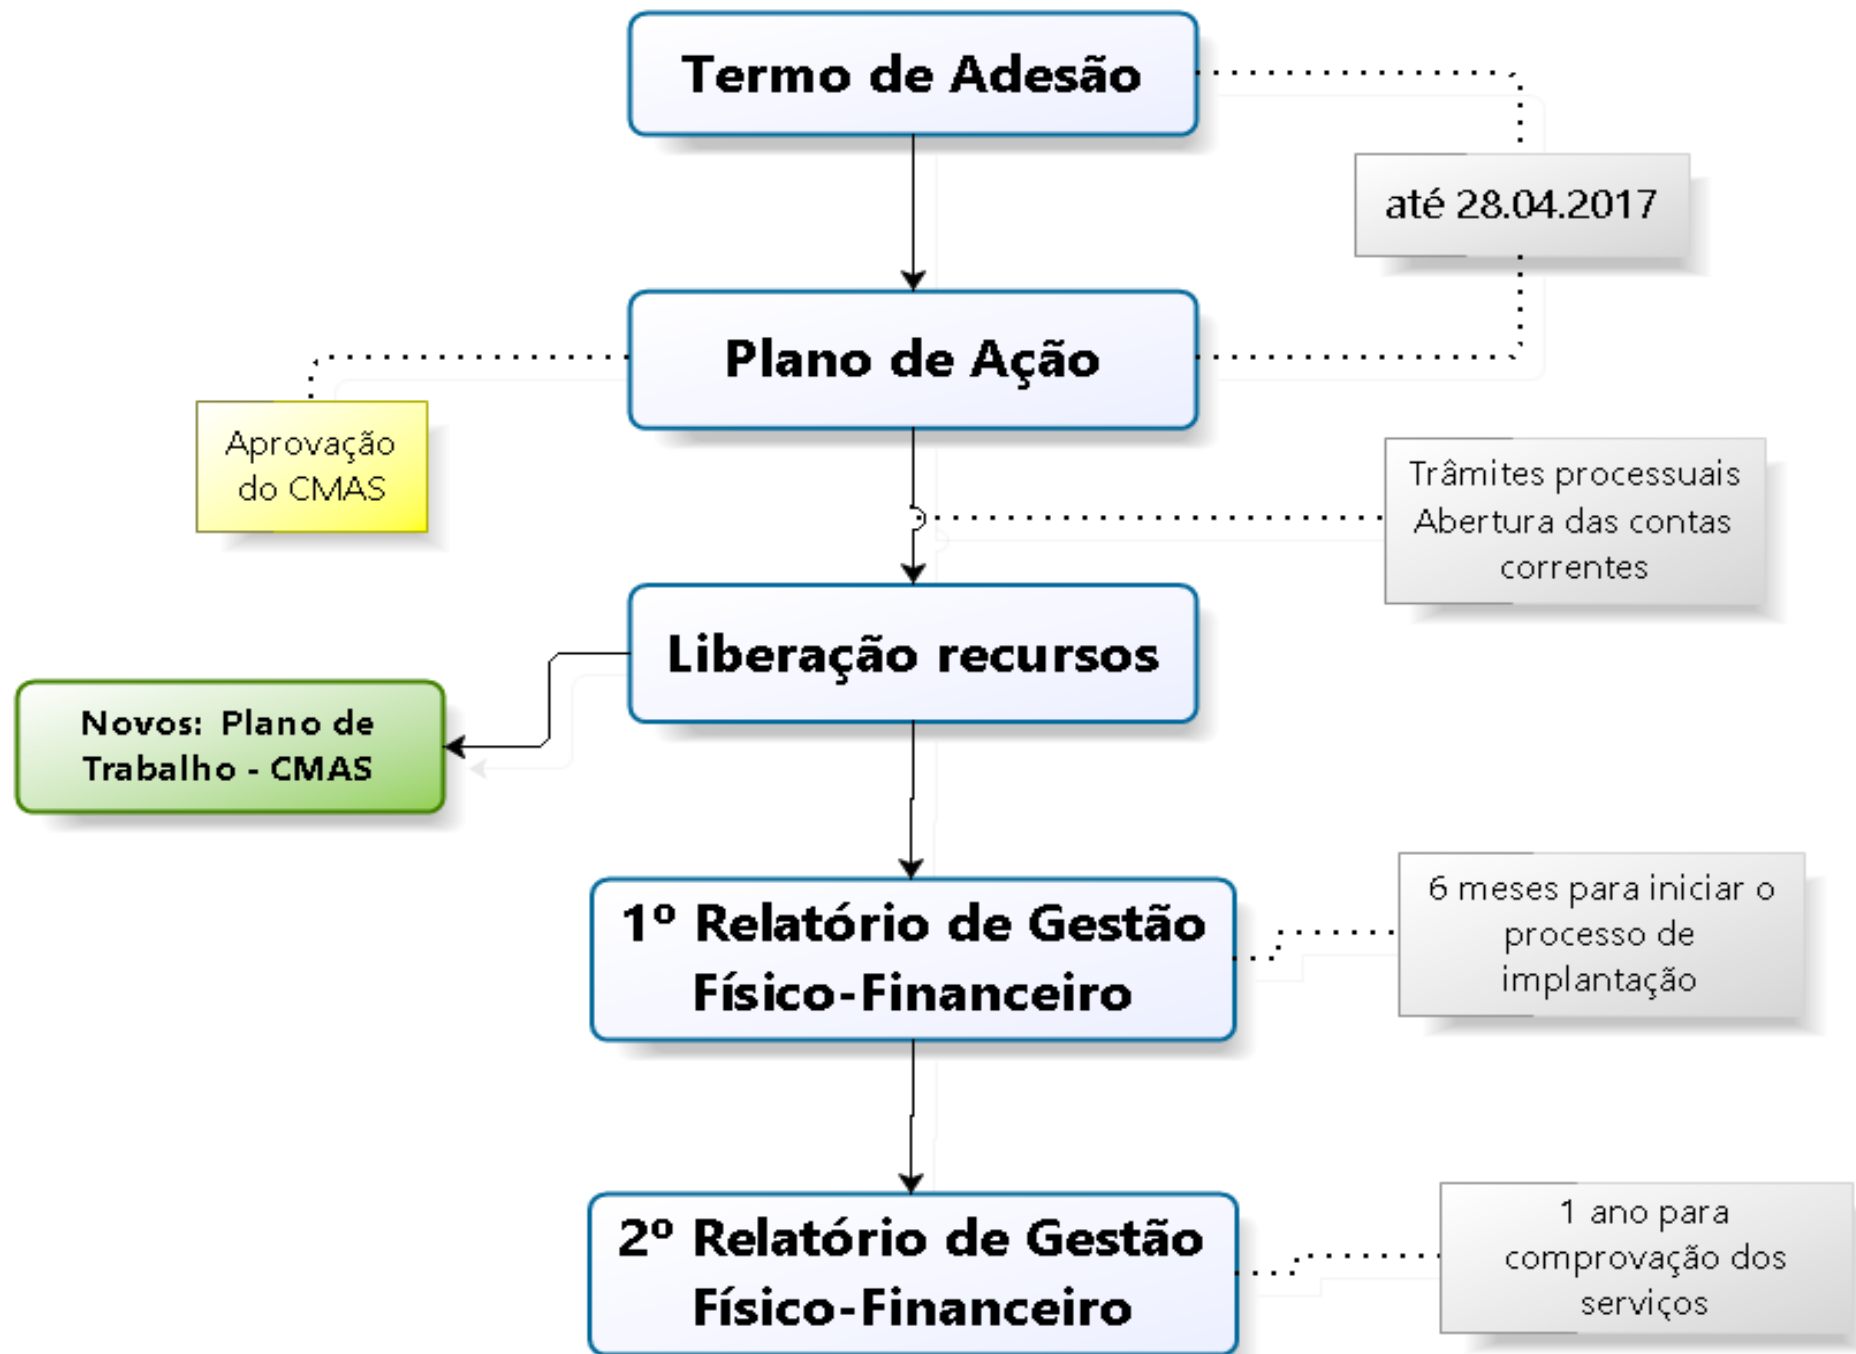 Termo de Adesão
até 28.04.2017
Plano de Ação
Aprovação
do CMAS
Trâmites processuais
Abertura das contas
correntes
Liberação recursos
Novos: Plano de
Trabalho - CMAS
1º Relatório de Gestão
Físico-Financeiro
6 meses para iniciar o
processo de
implantação
2º Relatório de Gestão
Físico-Financeiro
1 ano para
comprovação dos
serviços